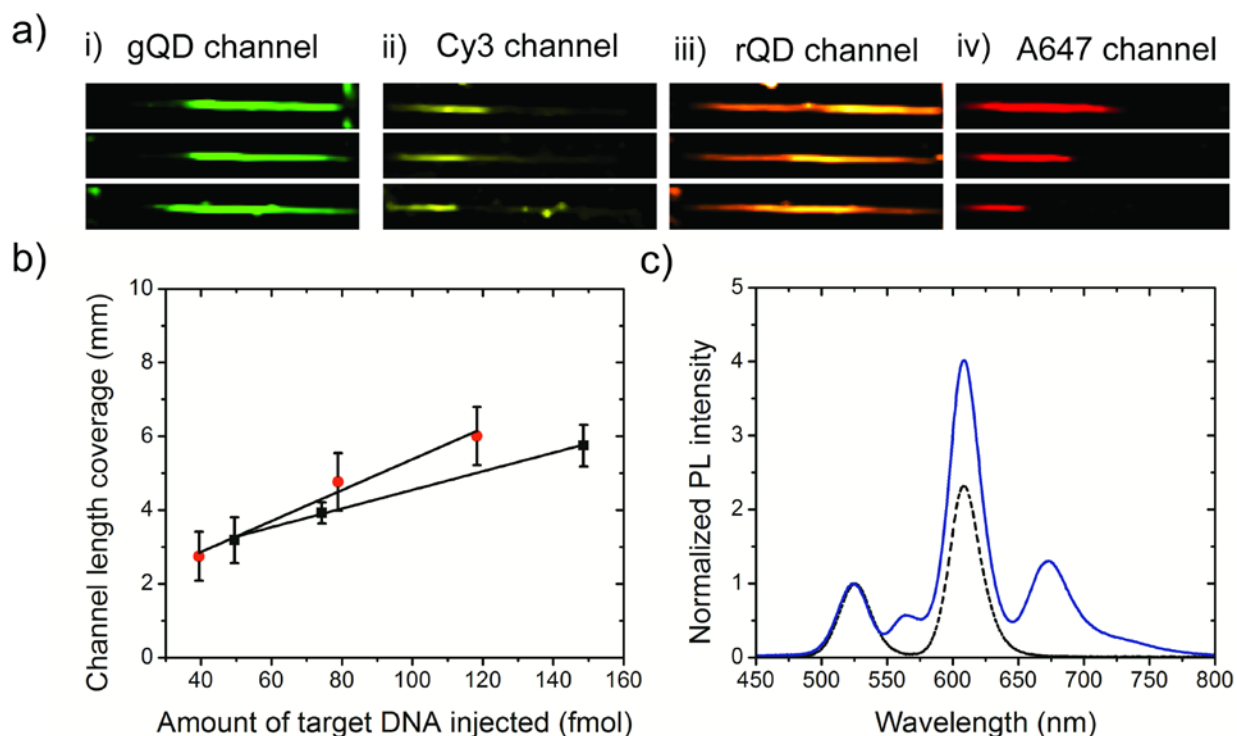 a)
i) gQD channel
ii) Cy3 channel
iii) rQD channel
iv) A647 channel
b)
Channel length coverage (mm)
10
8
6
4
2
0
40 60 80 100 120 140 160
Amount of target DNA injected (fmol)
c)
Normalized PL intensity
5
4
3
2
1
0
450 500 550 600 650 700 750 800
Wavelength (nm)